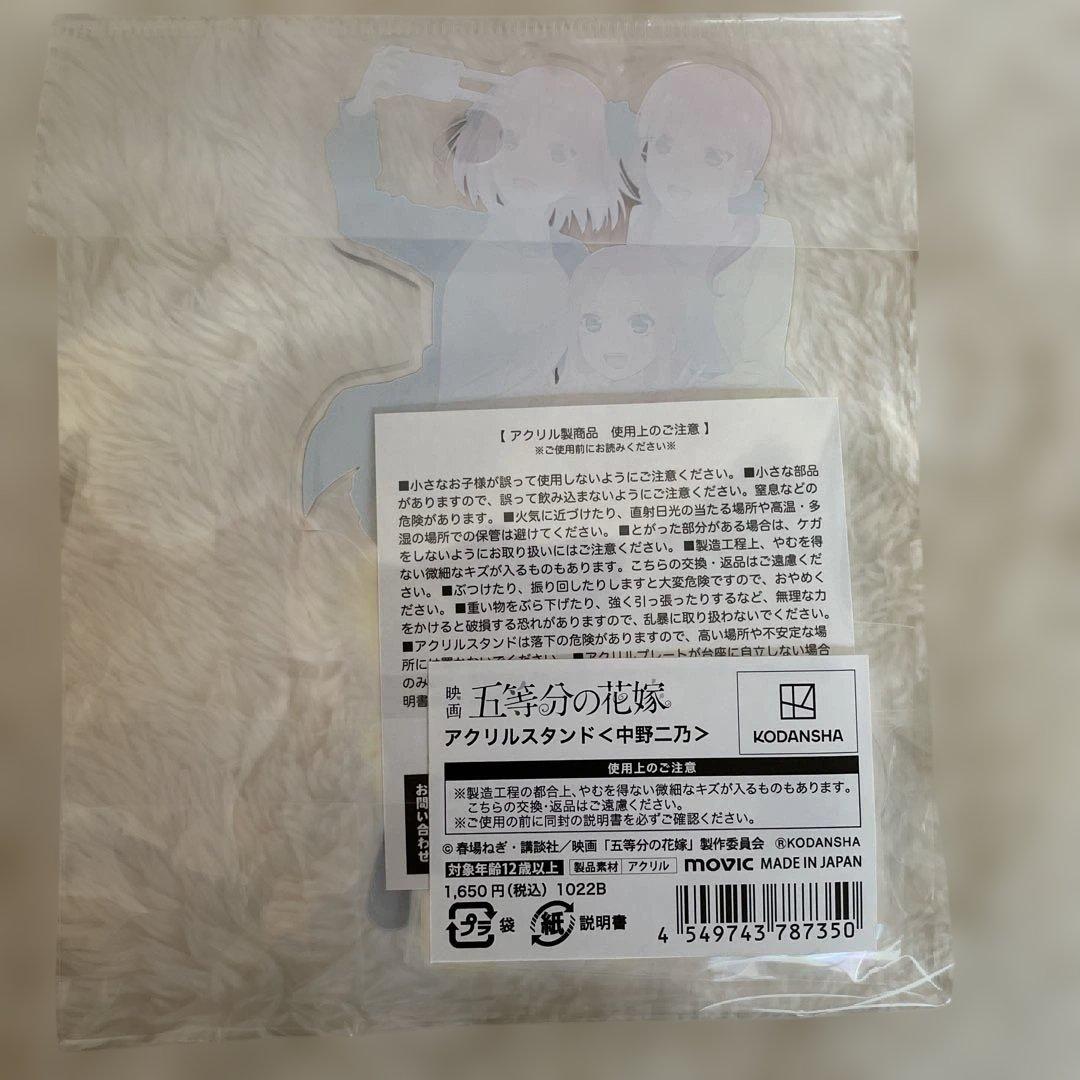 【 アクリル製商品 使用上のご注意 】
※ご使用前にお読みください※
■小さなお子様が誤って使用しないようにご注意ください。 ■小さな部品
がありますので、誤って飲み込まないようにご注意ください。窒息などの
危険があります。 ■火気に近づけたり、直射日光の当たる場所や高温・多
湿の場所での保管は避けてください。 ■とがった部分がある場合は、ケガ
をしないようにお取り扱いにはご注意ください。 ■製造工程上、やむを得
ない微細なキズが入るものもあります。こちらの交換・返品はご遠慮くだ
さい。 ■ぶつけたり、振り回したりしますと大変危険ですので、おやめく
ださい。 ■重い物をぶら下げたり、強く引っ張ったりするなど、無理な力
をかけると破損する恐れがありますので、乱暴に取り扱わないでください。
■アクリルスタンドは落下の危険がありますので、高い場所や不安定な場
所には置かないでください。 ■アクリルプレートが台座に自立しない場合
のみ
明書
お問い合わせ
映画 五等分の花嫁
アクリルスタンド<中野二乃>
KODANSHA
使用上のご注意
※製造工程の都合上、やむを得ない微細なキズが入るものもあります。
こちらの交換・返品はご遠慮ください。
※ご使用の前に同封の説明書を必ずご確認ください。
© 春場ねぎ・講談社／映画「五等分の花嫁」製作委員会 ®KODANSHA
対象年齢12歳以上 製品素材 アクリル movic MADE IN JAPAN
1,650円(税込) 1022B
プラ 袋 紙 説明書
4 549743 787350